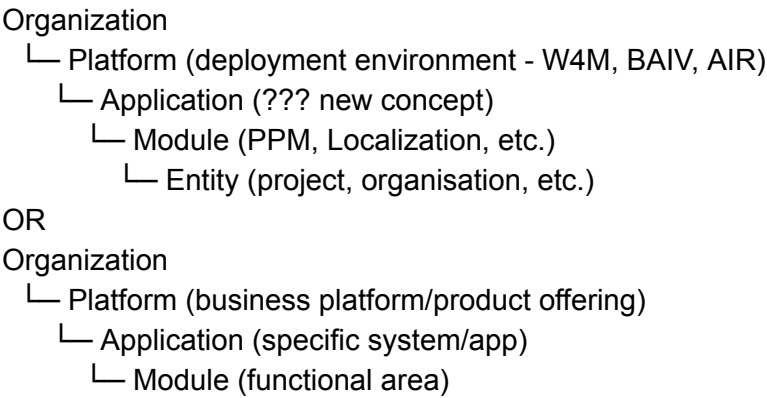 Organization
└─ Platform (deployment environment - W4M, BAIV, AIR)
└─ Application (??? new concept)
└─ Module (PPM, Localization, etc.)
└─ Entity (project, organisation, etc.)
OR
Organization
└─ Platform (business platform/product offering)
└─ Application (specific system/app)
└─ Module (functional area)